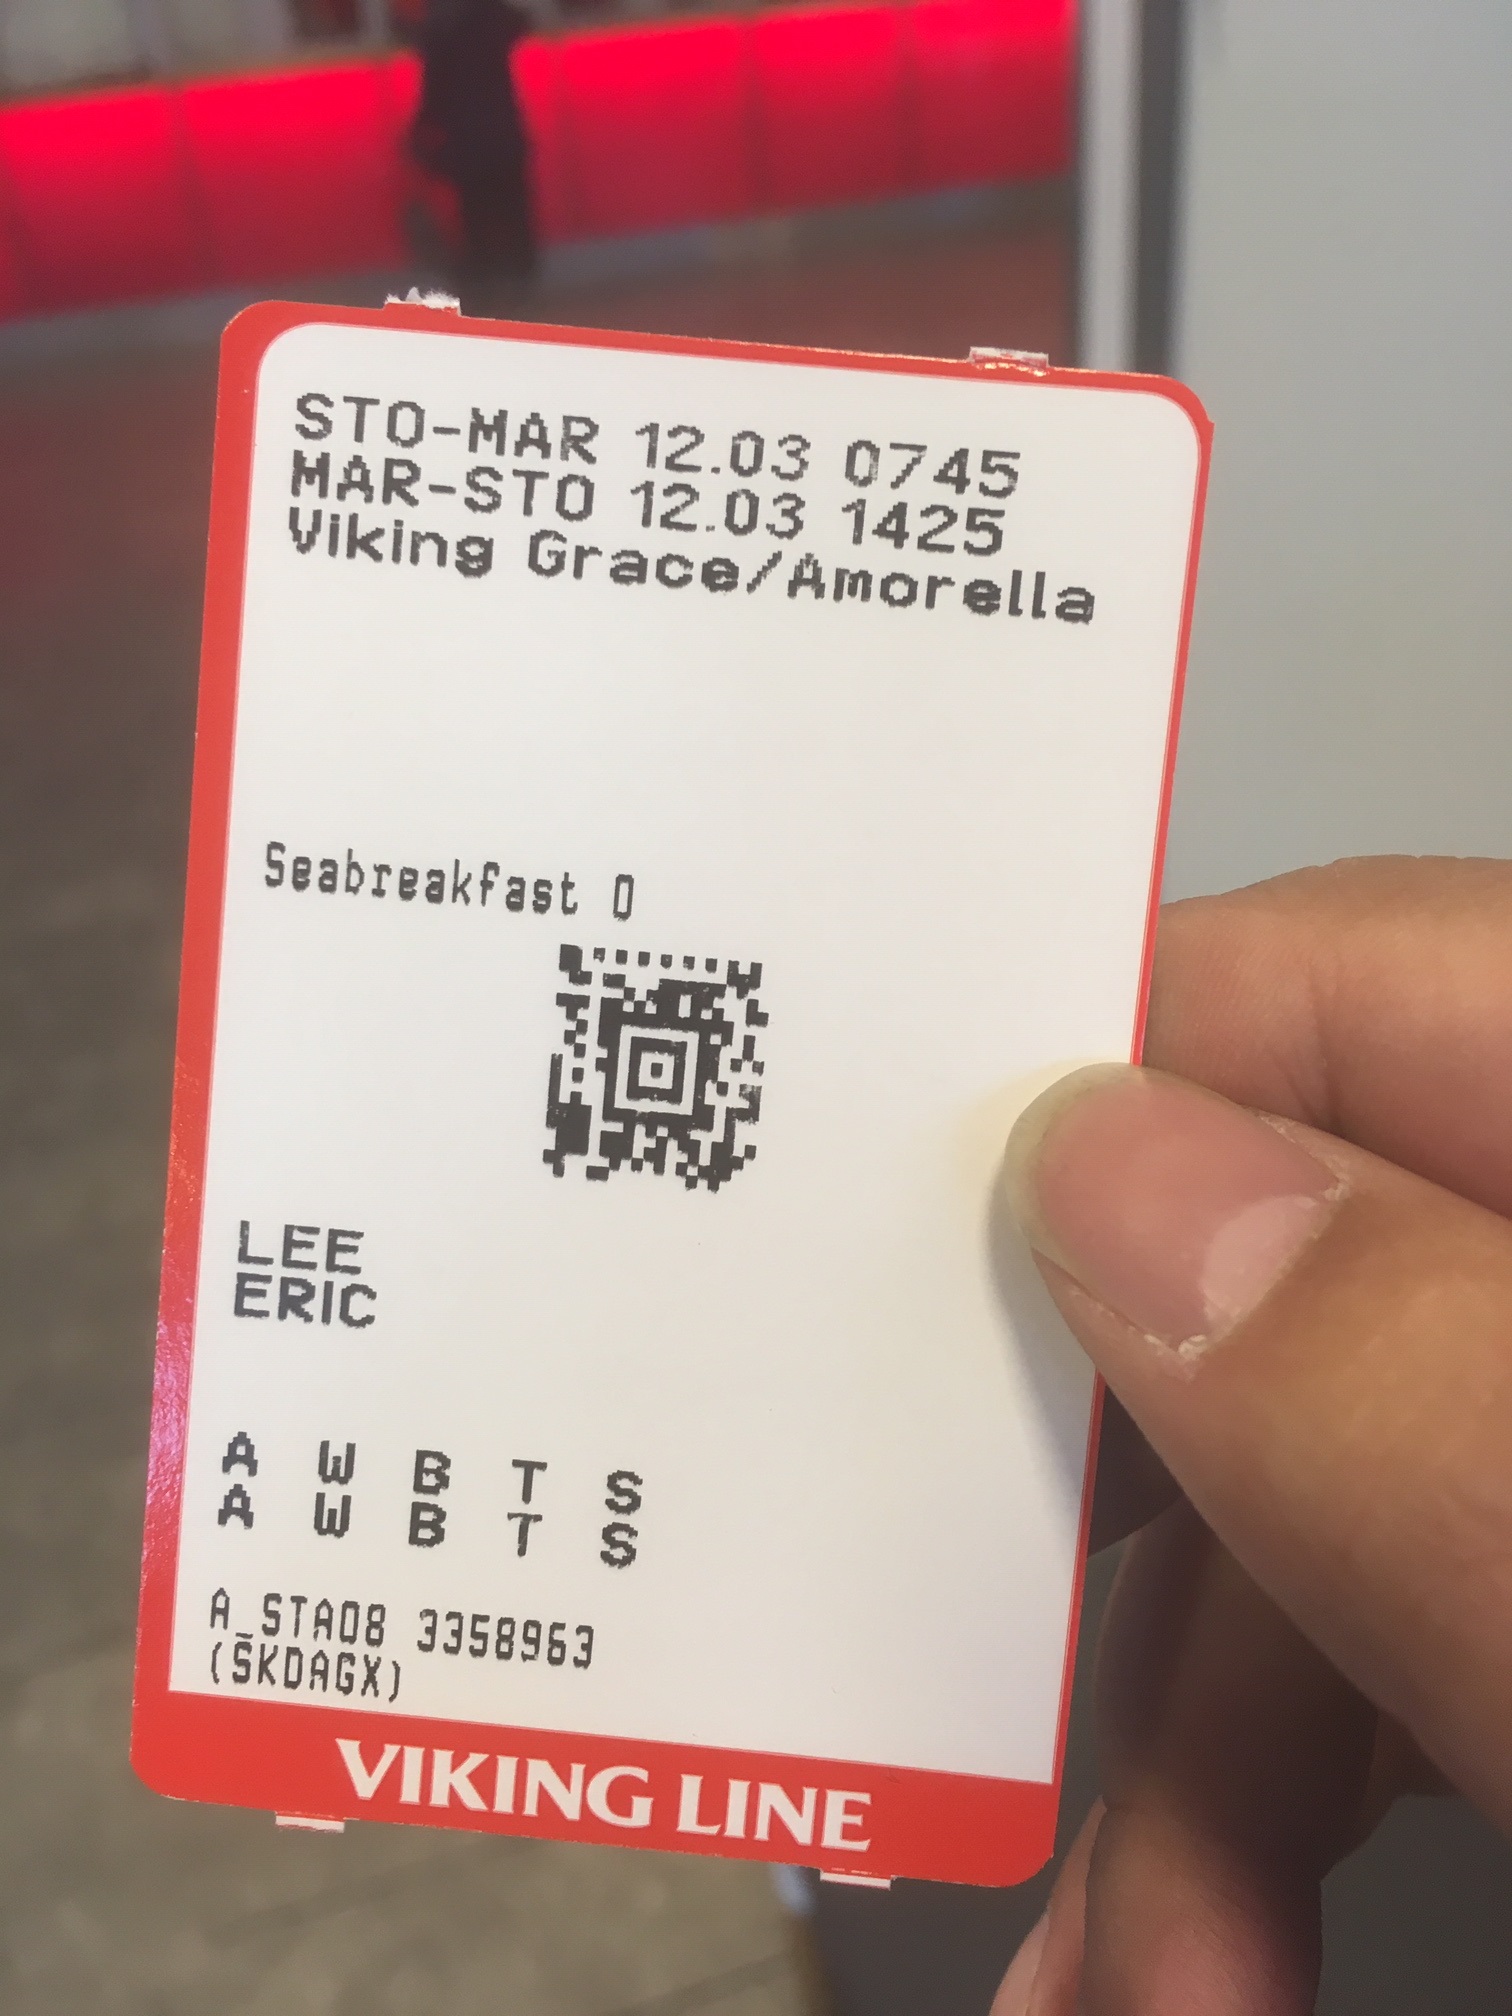 STO-MAR 12.03 0745
MAR-STO 12.03 1425
Viking Grace/Amorella
Seabreakfast 0
LEE
ERIC
A W B T S
A W B T S
A_STA08 3358963
(SKDAGX)
VIKING LINE